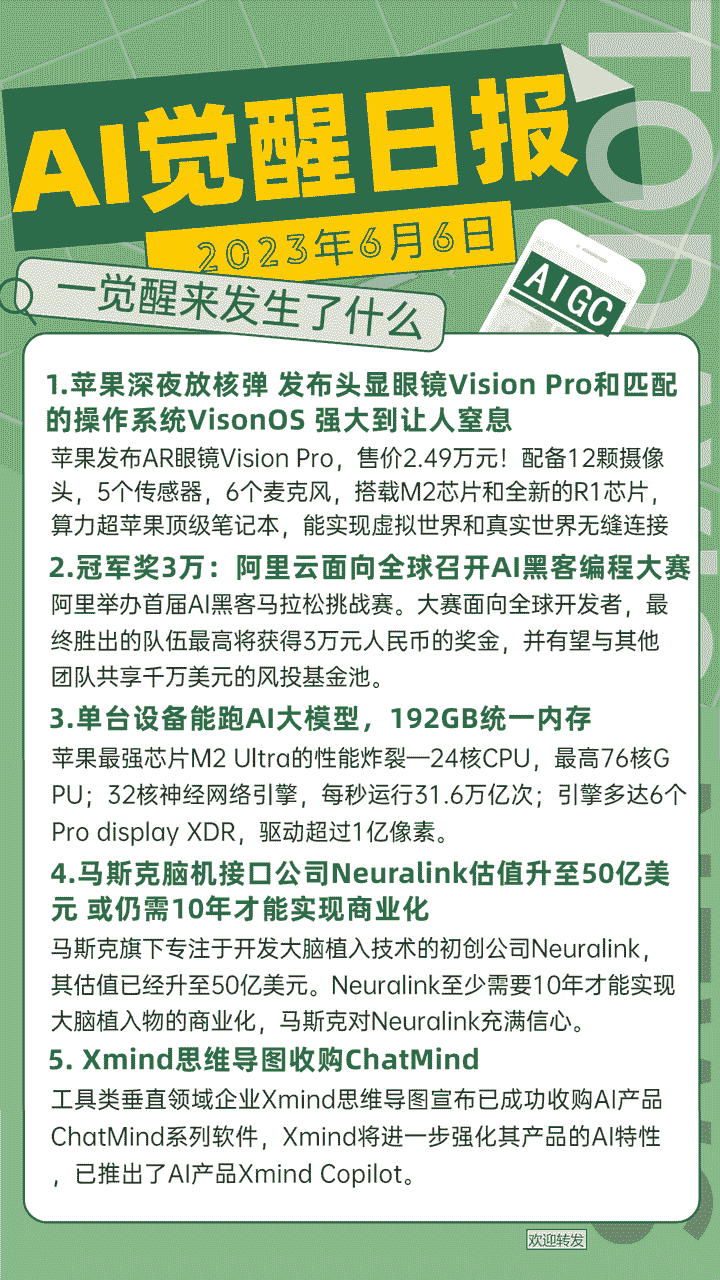 AI觉醒日报
2023年6月6日
一觉醒来发生了什么
AIGC
1.苹果深夜放核弹 发布头显眼镜Vision Pro和匹配
的操作系统VisonOS 强大到让人窒息
苹果发布AR眼镜Vision Pro，售价2.49万元！配备12颗摄像
头，5个传感器，6个麦克风，搭载M2芯片和全新的R1芯片，
算力超苹果顶级笔记本，能实现虚拟世界和真实世界无缝连接
2.冠军奖3万：阿里云面向全球召开AI黑客编程大赛
阿里举办首届AI黑客马拉松挑战赛。大赛面向全球开发者，最
终胜出的队伍最高将获得3万元人民币的奖金，并有望与其他
团队共享千万美元的风投基金池。
3.单台设备能跑AI大模型，192GB统一内存
苹果最强芯片M2 Ultra的性能炸裂—24核CPU，最高76核G
PU；32核神经网络引擎，每秒运行31.6万亿次；引擎多达6个
Pro display XDR，驱动超过1亿像素。
4.马斯克脑机接口公司Neuralink估值升至50亿美
元 或仍需10年才能实现商业化
马斯克旗下专注于开发大脑植入技术的初创公司Neuralink，
其估值已经升至50亿美元。Neuralink至少需要10年才能实现
大脑植入物的商业化，马斯克对Neuralink充满信心。
5. Xmind思维导图收购ChatMind
工具类垂直领域企业Xmind思维导图宣布已成功收购AI产品
ChatMind系列软件，Xmind将进一步强化其产品的AI特性
，已推出了AI产品Xmind Copilot。
欢迎转发